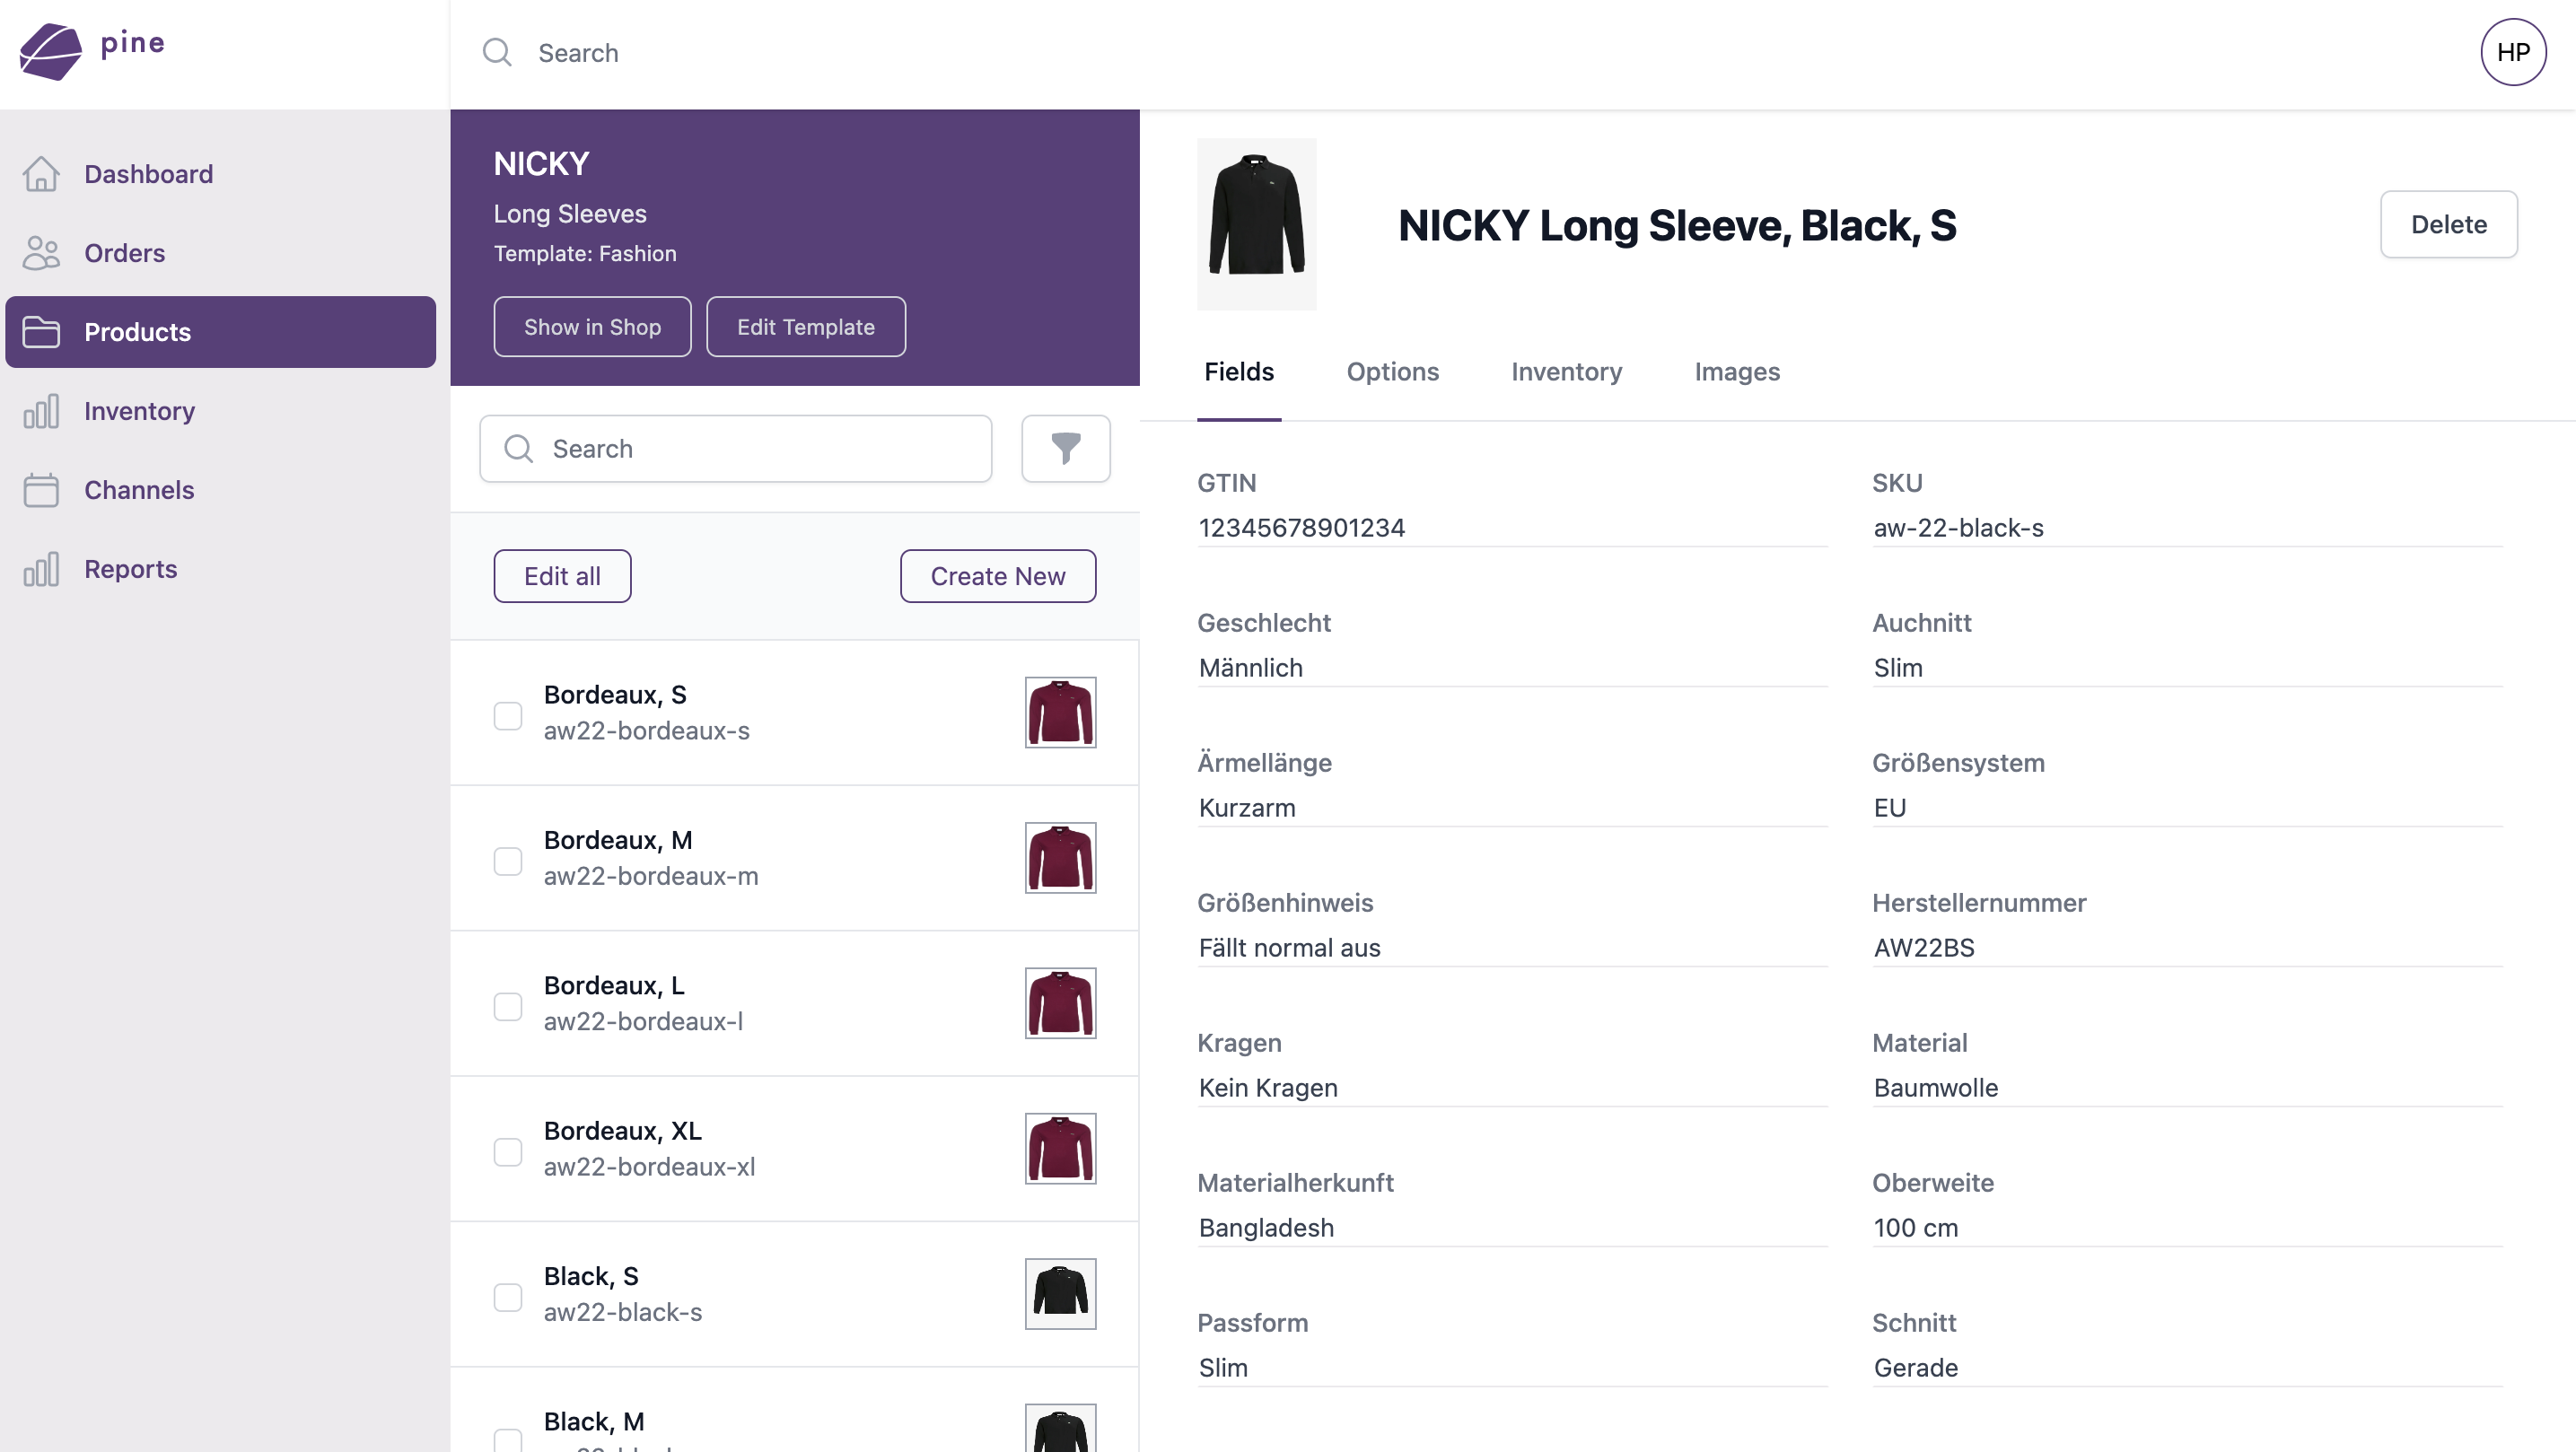 pine
Search
HP
Dashboard
Orders
Products
Inventory
Channels
Reports
NICKY
Long Sleeves
Template: Fashion
Show in Shop
Edit Template
Search
Edit all
Create New
Bordeaux, S
aw22-bordeaux-s
Bordeaux, M
aw22-bordeaux-m
Bordeaux, L
aw22-bordeaux-l
Bordeaux, XL
aw22-bordeaux-xl
Black, S
aw22-black-s
Black, M
NICKY Long Sleeve, Black, S
Delete
Fields
Options
Inventory
Images
GTIN
12345678901234
SKU
aw-22-black-s
Geschlecht
Männlich
Auchnitt
Slim
Ärmellänge
Kurzarm
Größensystem
EU
Größenhinweis
Fällt normal aus
Herstellernummer
AW22BS
Kragen
Kein Kragen
Material
Baumwolle
Materialherkunft
Bangladesh
Oberweite
100 cm
Passform
Slim
Schnitt
Gerade